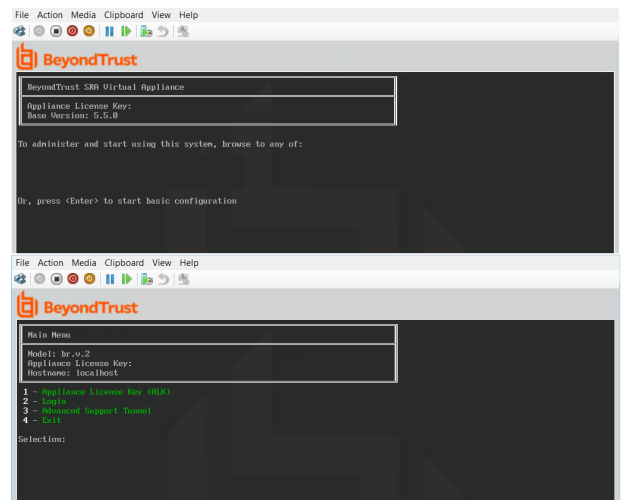 File Action Media Clipboard View Help
BeyondTrust
BeyondTrust SRA Virtual Appliance
Appliance License Key:
Base Version: 5.5.0
To administer and start using this system, browse to any of:
Or, press <Enter> to start basic configuration
File Action Media Clipboard View Help
BeyondTrust
Main Menu
Model: br.v.2
Appliance License Key:
Hostname: localhost
1 - Appliance License Key (ALK)
2 - Login
3 - Advanced Support Tunnel
4 - Exit
Selection: